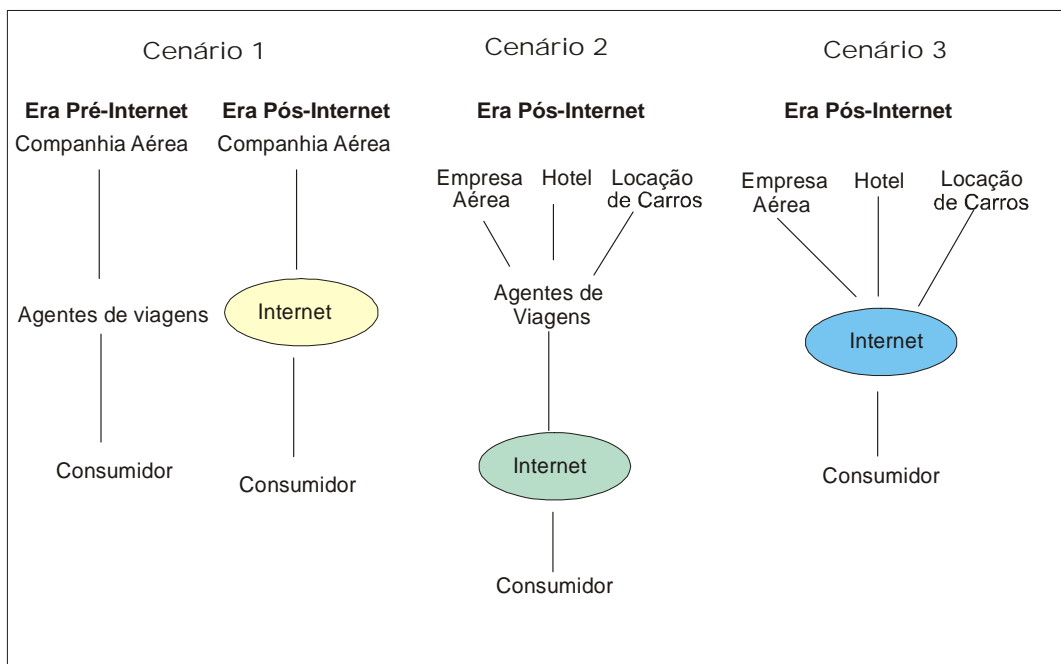 Cenário 1
Era Pré-Internet
Companhia Aérea
Agentes de viagens
Consumidor
Era Pós-Internet
Companhia Aérea
Internet
Consumidor
Cenário 2
Era Pós-Internet
Empresa
Aérea
Hotel
Locação
de Carros
Agentes de
Viagens
Internet
Consumidor
Cenário 3
Era Pós-Internet
Empresa
Aérea
Hotel
Locação
de Carros
Internet
Consumidor